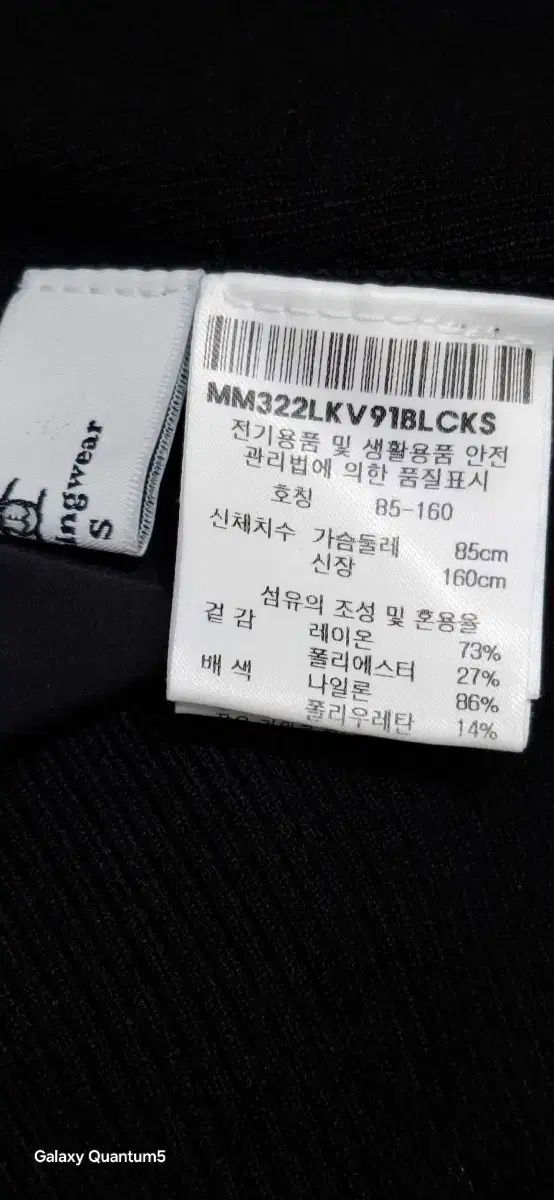 ingwear
S
MM322LKV91BLCKS
전기용품 및 생활용품 안전
관리법에 의한 품질표시
호칭 85-160
신체치수 가슴둘레 85cm
신장 160cm
섬유의 조성 및 혼용율
겉 감 레이온 73%
폴리에스터 27%
배 색 나일론 86%
폴리우레탄 14%
Galaxy Quantum5